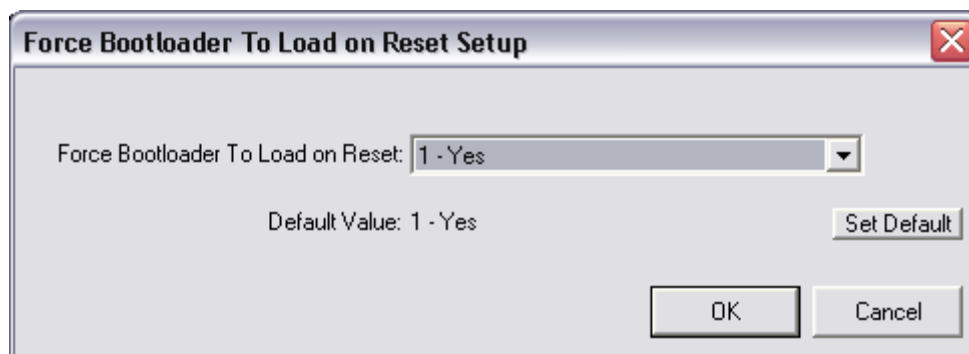 Force Bootloader To Load on Reset Setup
Force Bootloader To Load on Reset: 1 - Yes
Default Value: 1 - Yes
Set Default
OK
Cancel